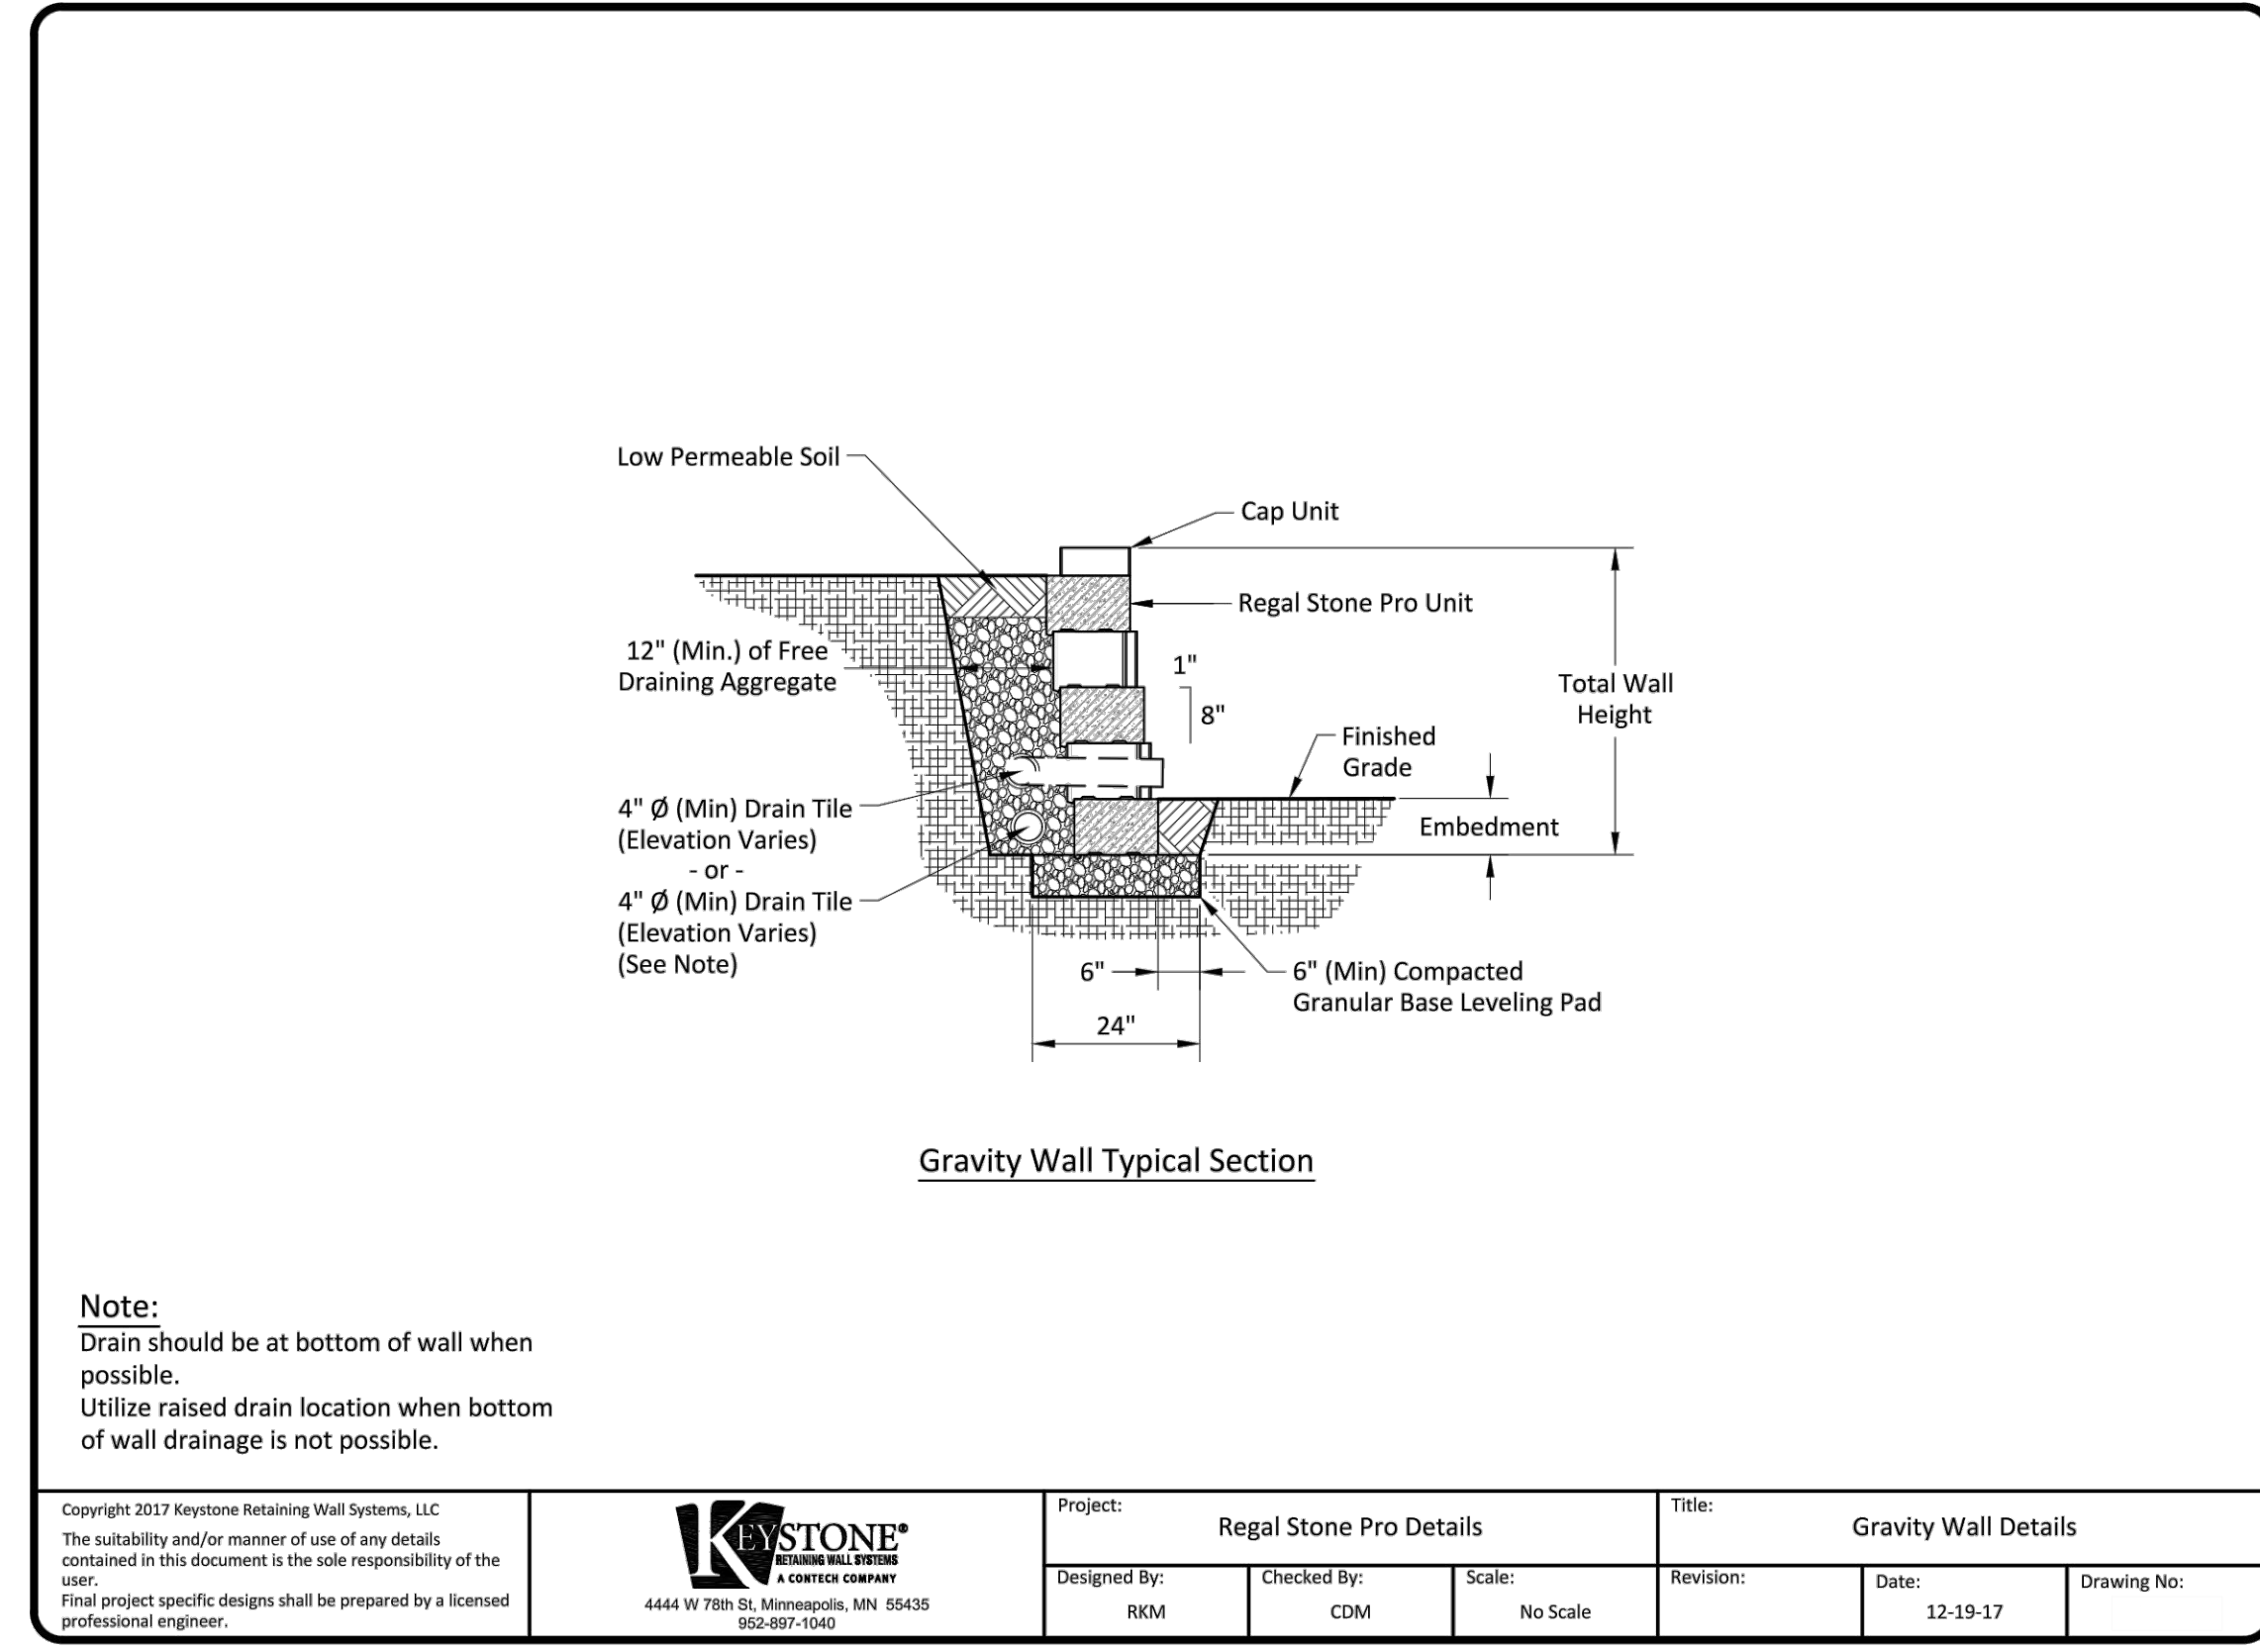 Low Permeable Soil
Cap Unit
Regal Stone Pro Unit
12" (Min.) of Free
Draining Aggregate
1"
8"
Total Wall
Height
Finished
Grade
4" Ø (Min) Drain Tile
(Elevation Varies)
- or -
4" Ø (Min) Drain Tile
(Elevation Varies)
(See Note)
Embedment
6"
6" (Min) Compacted
Granular Base Leveling Pad
24"
Gravity Wall Typical Section
Note:
Drain should be at bottom of wall when
possible.
Utilize raised drain location when bottom
of wall drainage is not possible.
Copyright 2017 Keystone Retaining Wall Systems, LLC
The suitability and/or manner of use of any details
contained in this document is the sole responsibility of the
user.
Final project specific designs shall be prepared by a licensed
professional engineer.
KEYSTONE®
RETAINING WALL SYSTEMS
A CONTECH COMPANY
4444 W 78th St, Minneapolis, MN 55435
952-897-1040
Project:
Regal Stone Pro Details
Title:
Gravity Wall Details
Designed By:
RKM
Checked By:
CDM
Scale:
No Scale
Revision:
Date:
12-19-17
Drawing No: